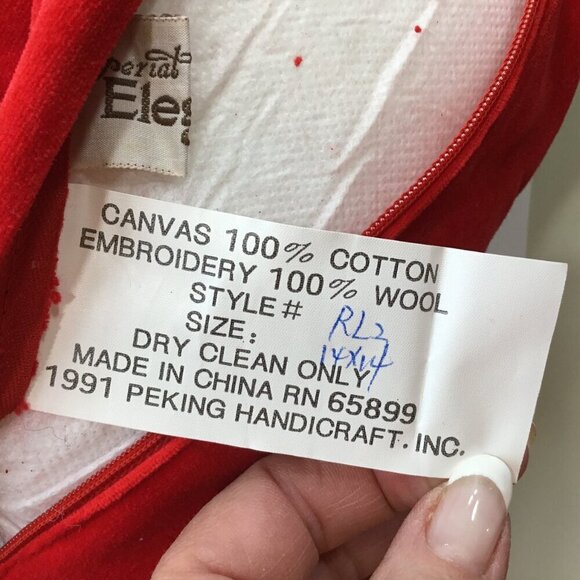 perial
Eleg
CANVAS 100% COTTON
EMBROIDERY 100% WOOL
STYLE # RL2
SIZE: 14x14
DRY CLEAN ONLY
MADE IN CHINA RN 65899
1991 PEKING HANDICRAFT. INC.